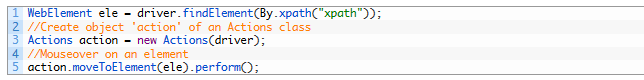 1 WebElement ele = driver.findElement(By.xpath("xpath"));
2 //Create object 'action' of an Actions class
3 Actions action = new Actions(driver);
4 //Mouseover on an element
5 action.moveToElement(ele).perform();